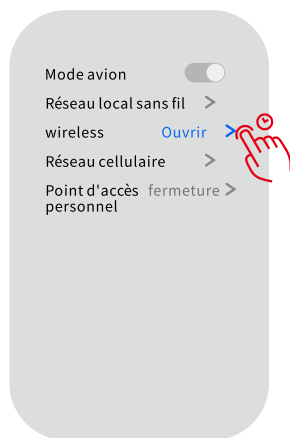 Mode avion
Réseau local sans fil
wireless Ouvrir
Réseau cellulaire
Point d'accès fermeture
personnel